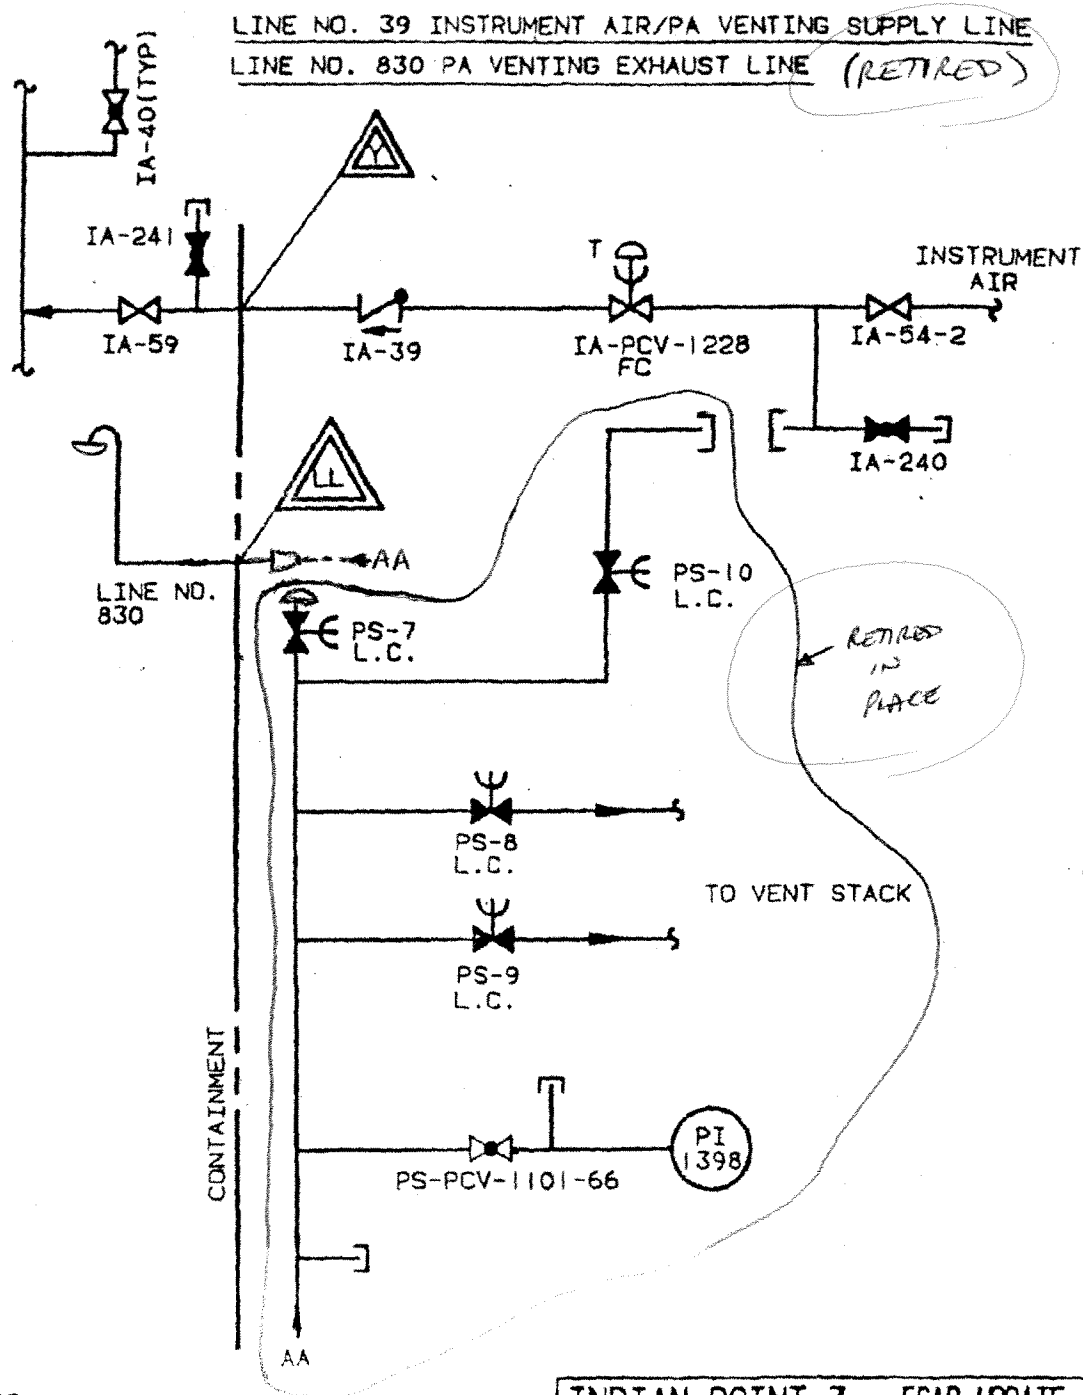 LINE NO. 39 INSTRUMENT AIR/PA VENTING SUPPLY LINE
LINE NO. 830 PA VENTING EXHAUST LINE (RETIRED)
IA-40(TYP)
Y
IA-241
T
INSTRUMENT
AIR
IA-59
IA-39
IA-PCV-1228
FC
IA-54-2
IA-240
LL
AA
LINE NO.
830
PS-7
L.C.
PS-10
L.C.
RETIRED
IN
PLACE
PS-8
L.C.
TO VENT STACK
PS-9
L.C.
CONTAINMENT
PI
1398
PS-PCV-1101-66
AA
INDIAN POINT 3 FSAR UPDATE